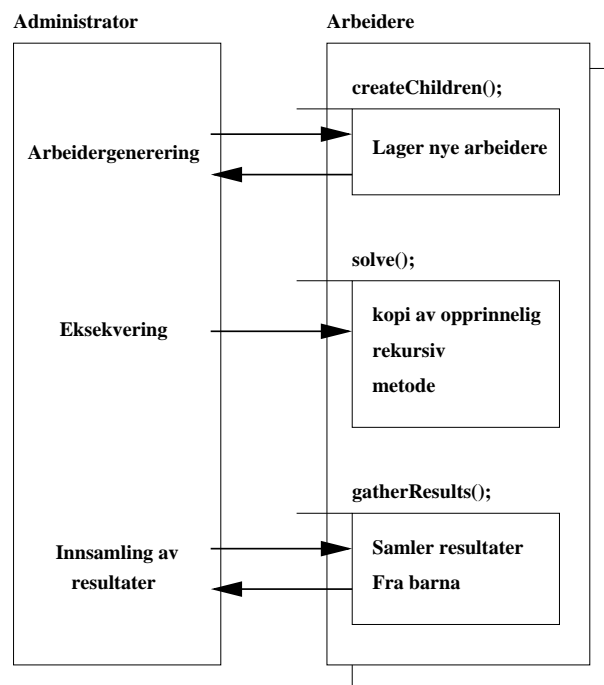 Administrator
Arbeidere
createChildren();
Arbeidergenerering
Lager nye arbeidere
solve();
Eksekvering
kopi av opprinnelig
rekursiv
metode
gatherResults();
Innsamling av
resultater
Samler resultater
Fra barna